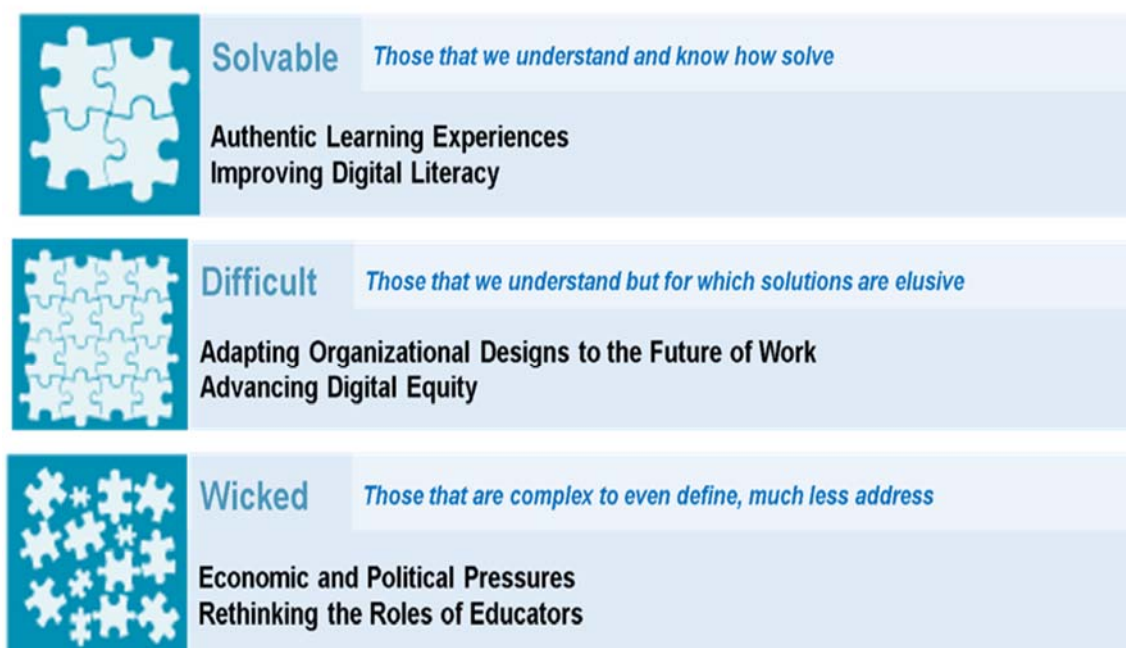 Solvable Those that we understand and know how solve
Authentic Learning Experiences
Improving Digital Literacy
Difficult Those that we understand but for which solutions are elusive
Adapting Organizational Designs to the Future of Work
Advancing Digital Equity
Wicked Those that are complex to even define, much less address
Economic and Political Pressures
Rethinking the Roles of Educators